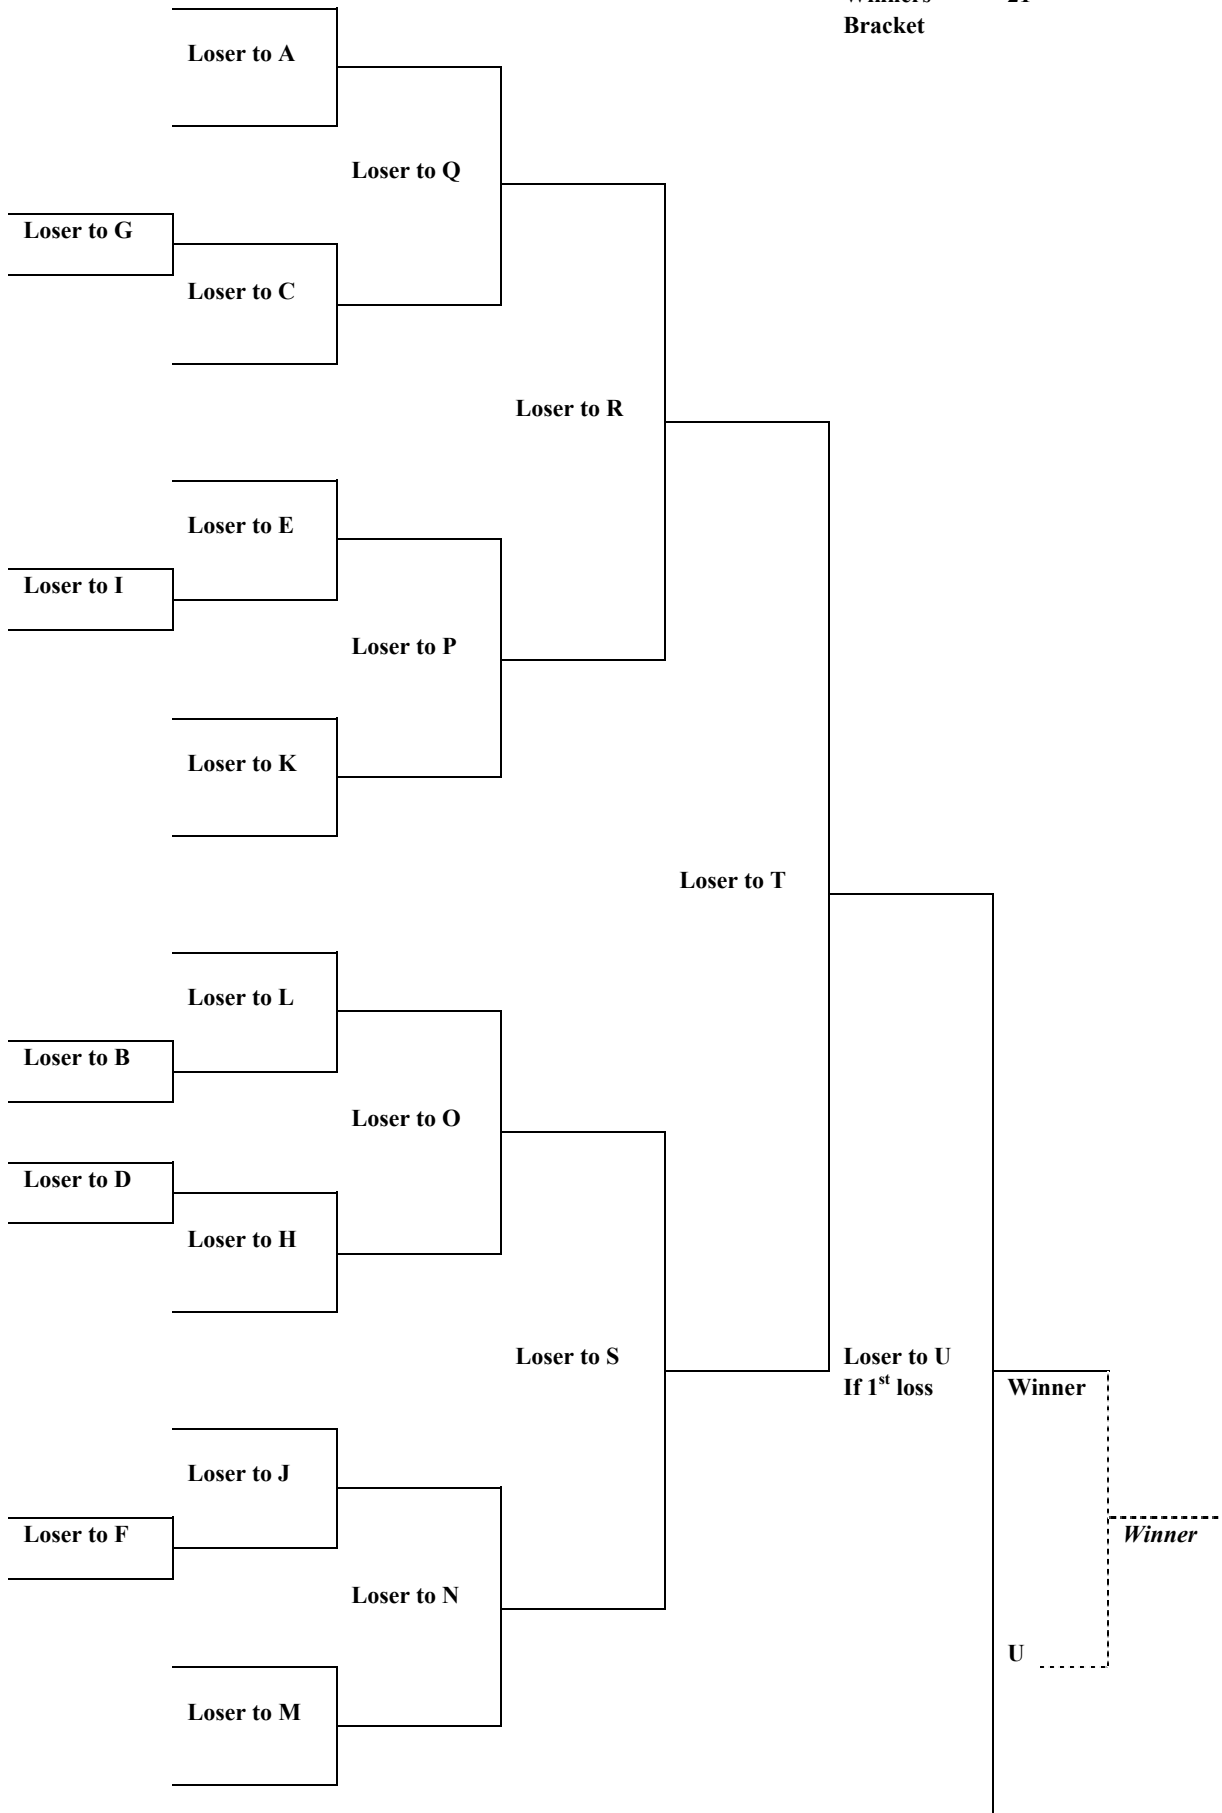 Winners 21
Bracket
Loser to A
Loser to Q
Loser to G
Loser to C
Loser to R
Loser to E
Loser to I
Loser to P
Loser to K
Loser to T
Loser to L
Loser to B
Loser to O
Loser to D
Loser to H
Loser to S
Loser to U
If 1st loss
Winner
Loser to J
Loser to F
Winner
Loser to N
U
Loser to M